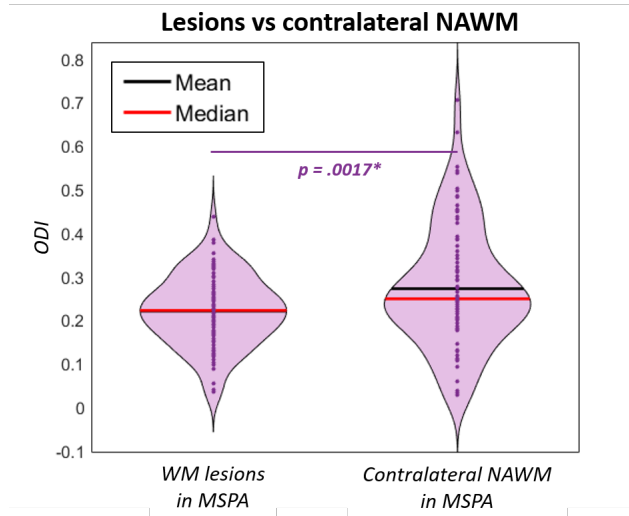 Lesions vs contralateral NAWM
Mean
Median
p = .0017*
ODI
0.8
0.7
0.6
0.5
0.4
0.3
0.2
0.1
0
-0.1
WM lesions
in MSPA
Contralateral NAWM
in MSPA